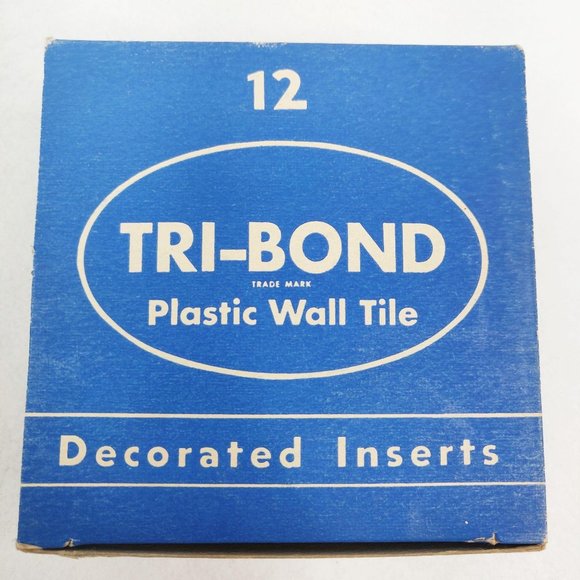 12
TRI-BOND
TRADE MARK
Plastic Wall Tile
Decorated Inserts